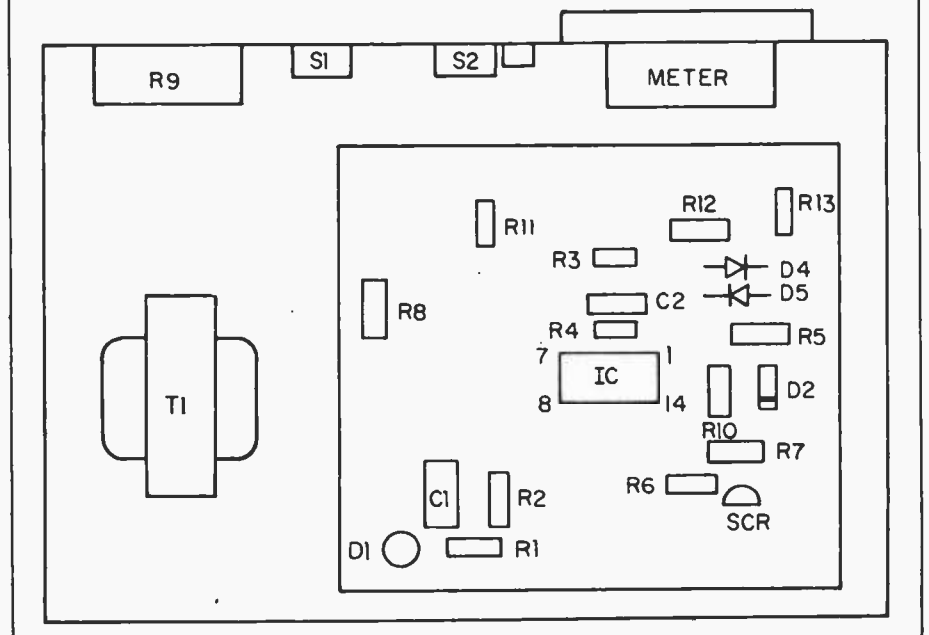 R9
S1
S2
METER
R12
R13
R11
R3
D4
D5
C2
R8
R4
R5
7
1
IC
D2
8
14
T1
R10
R7
R6
C1
R2
SCR
D1
R1